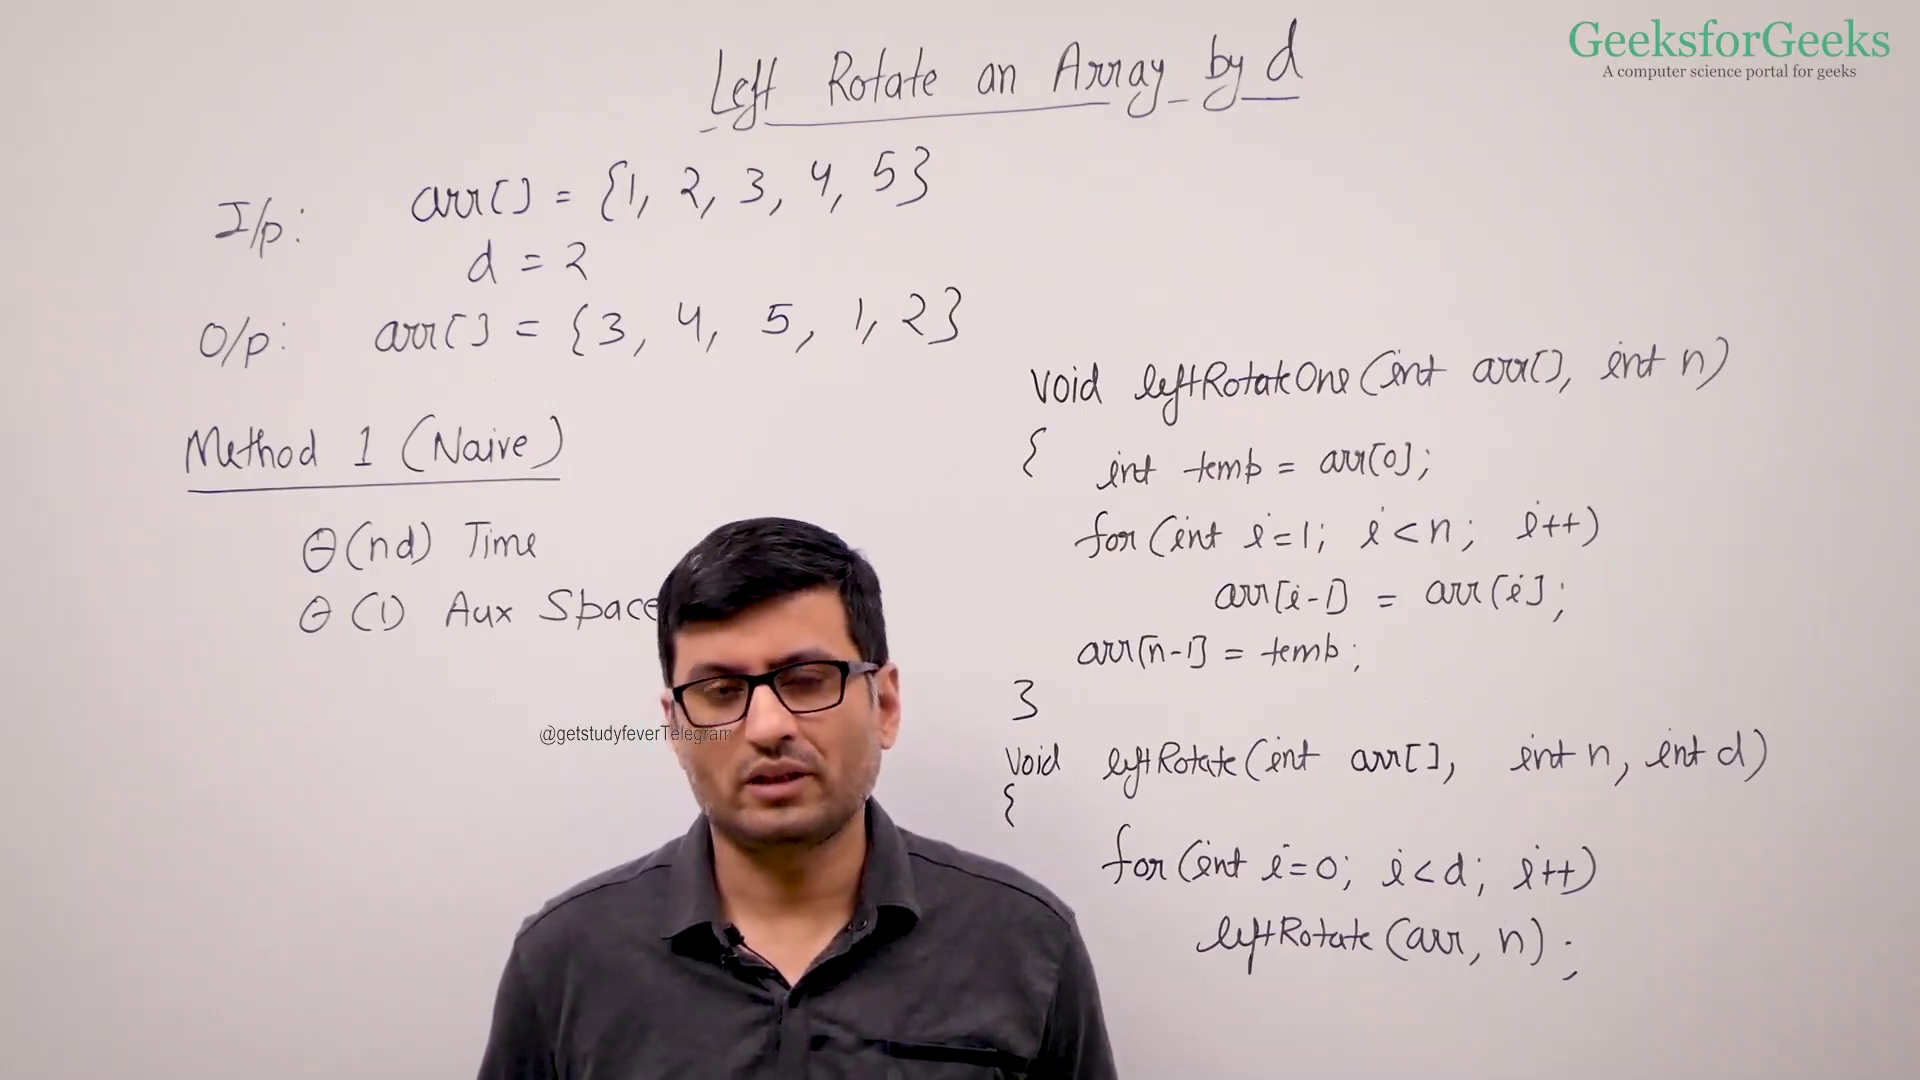 GeeksforGeeks
A computer science portal for geeks
Left Rotate an Array by d
I/p: arr[] = {1, 2, 3, 4, 5}
d = 2
O/p: arr[] = {3, 4, 5, 1, 2}
Method 1 (Naive)
Θ(nd) Time
Θ(1) Aux Space
@getstudyfeverTelegram
void leftRotateOne(int arr[], int n)
{ int temp = arr[0];
for(int i=1; i<n; i++)
arr[i-1] = arr[i];
arr[n-1] = temp;
}
void leftRotate(int arr[], int n, int d)
{
for(int i=0; i<d; i++)
leftRotate(arr, n);